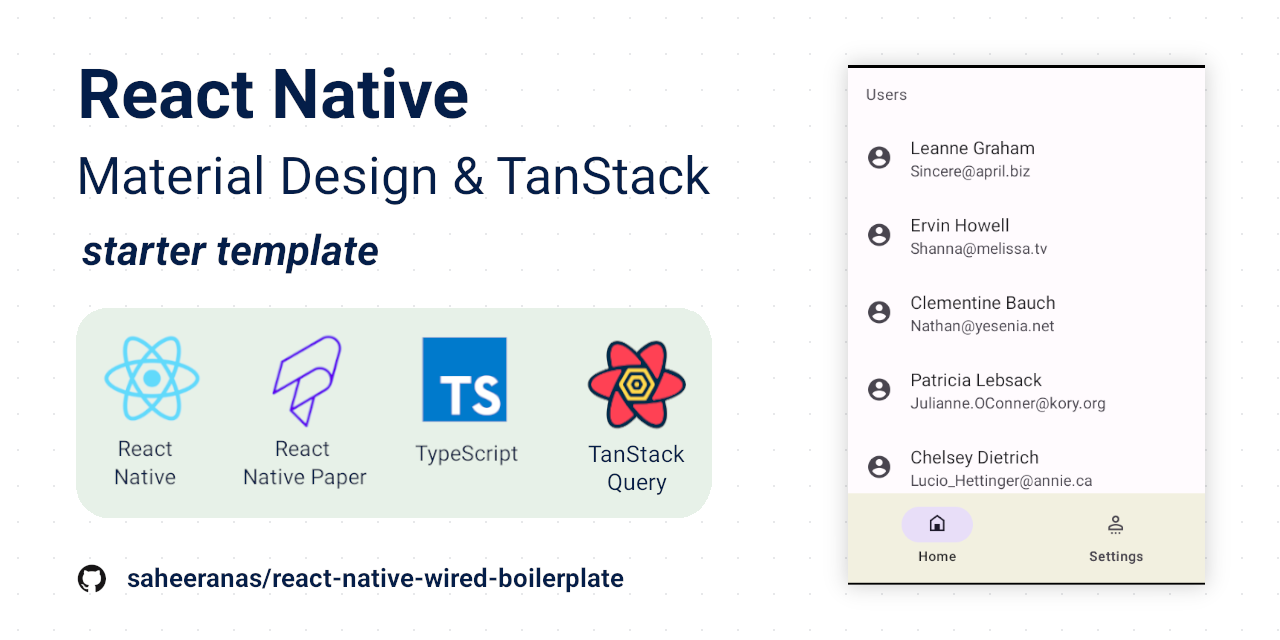 React Native
Material Design & TanStack
starter template
React
Native
React
Native Paper
TS
TypeScript
TanStack
Query
saheeranas/react-native-wired-boilerplate
Users
Leanne Graham
Sincere@april.biz
Ervin Howell
Shanna@melissa.tv
Clementine Bauch
Nathan@yesenia.net
Patricia Lebsack
Julianne.OConner@kory.org
Chelsey Dietrich
Lucio_Hettinger@annie.ca
Home
Settings